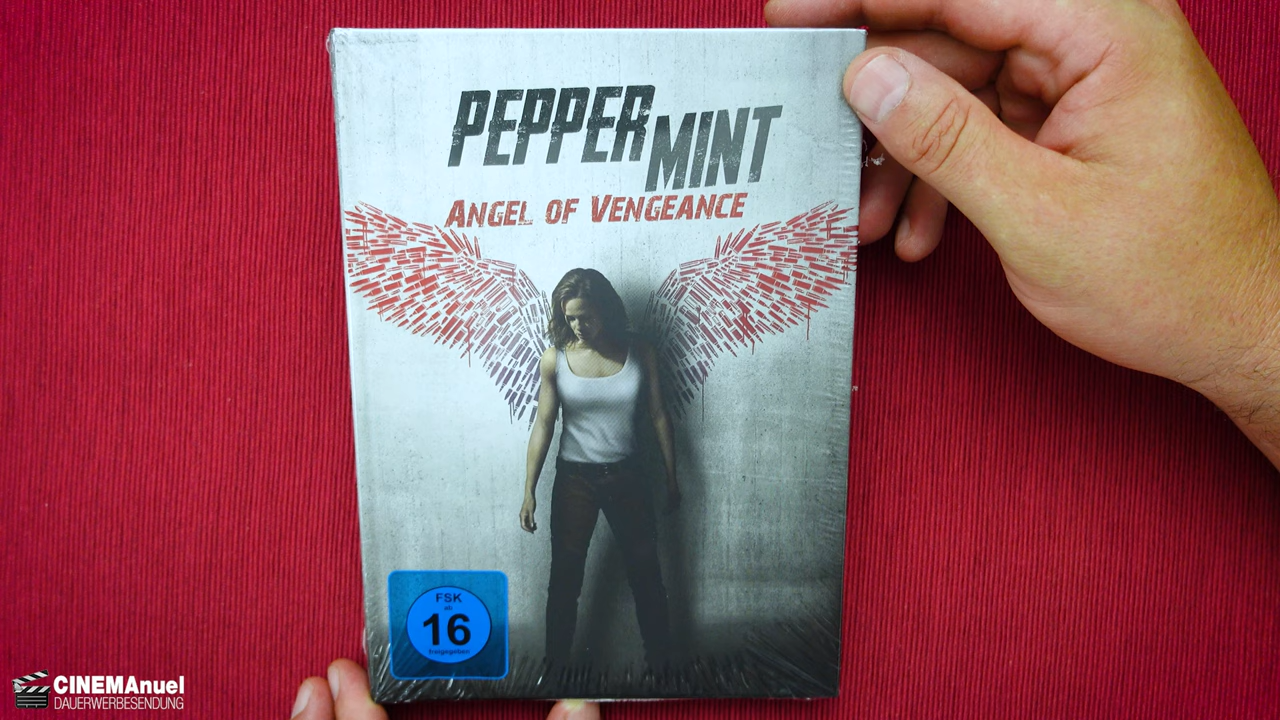 PEPPER
MINT
ANGEL OF VENGEANCE
FSK
ab
16
freigegeben
CINEMAnuel
DAUERWERBESENDUNG